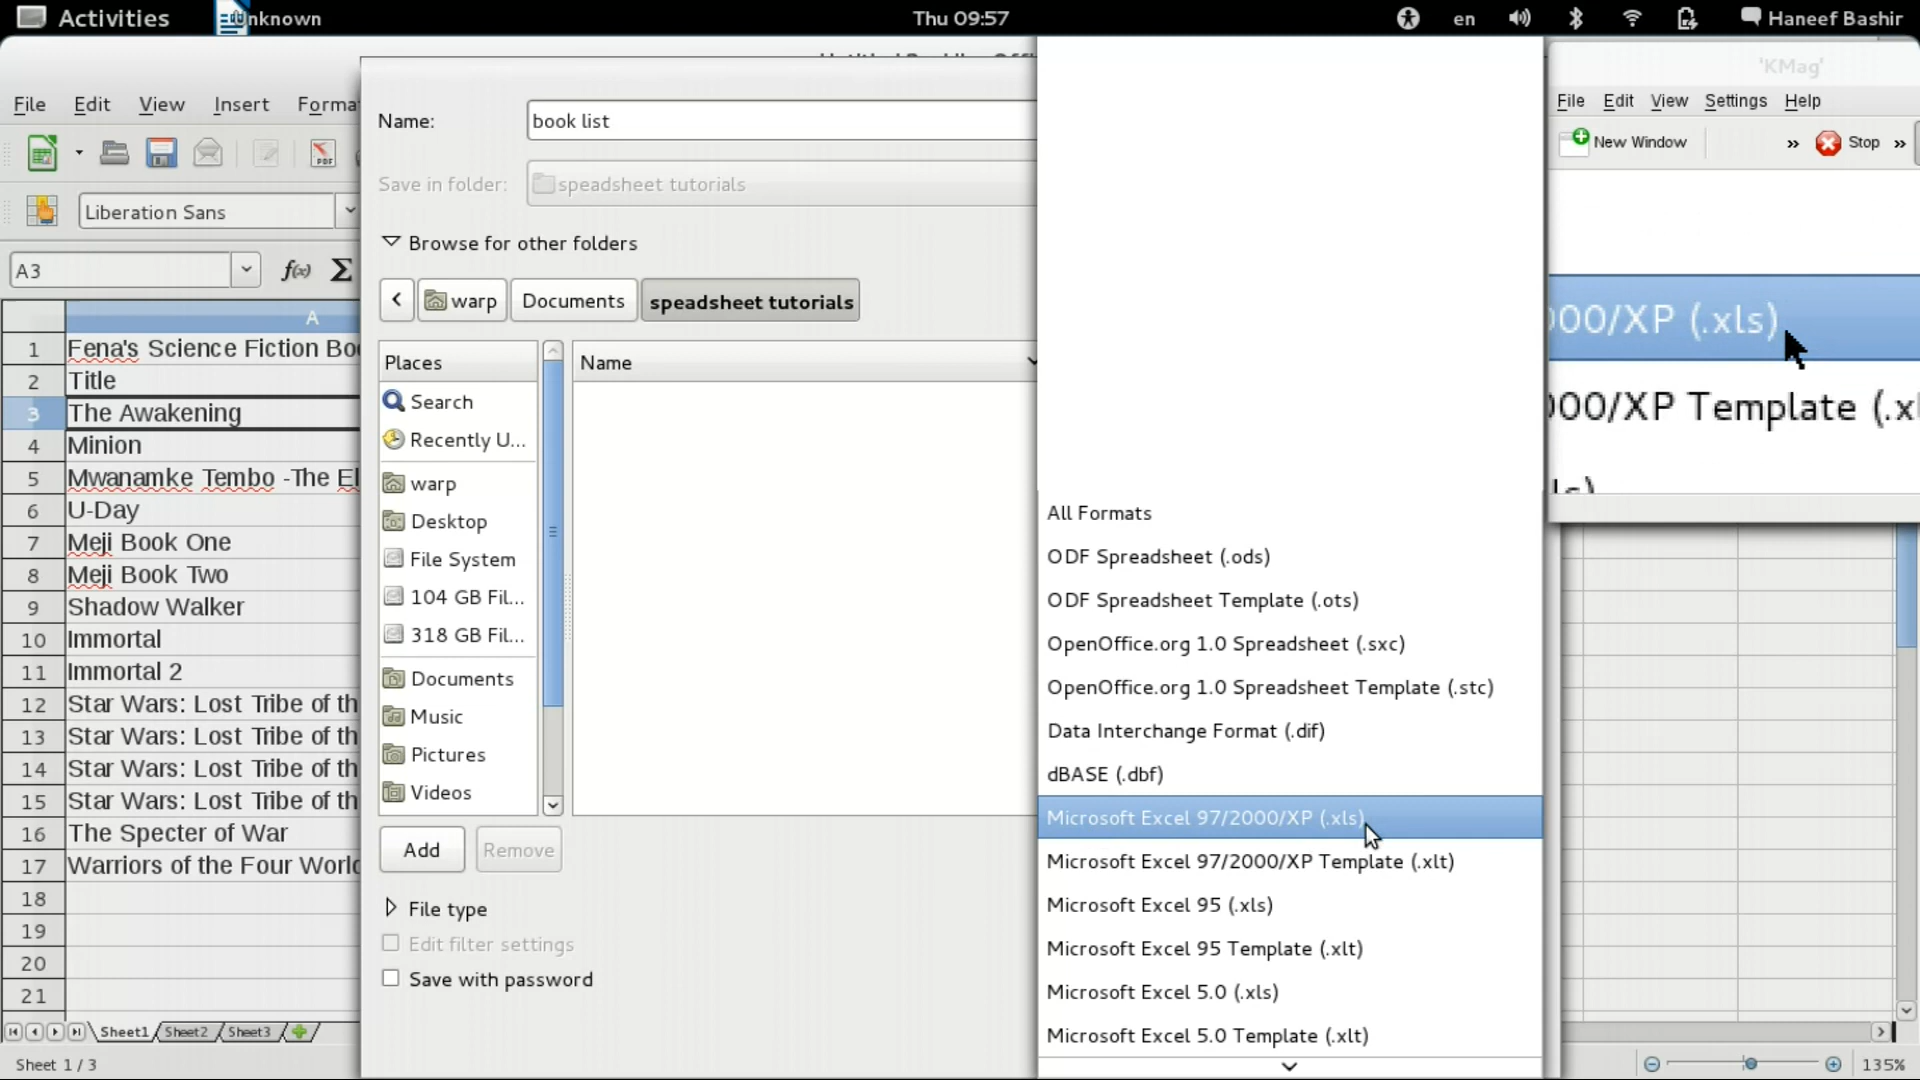 Activities
Unknown
Thu 09:57
en
Haneef Bashir
File Edit View Insert
Liberation Sans
A3
A
1 Fena's Science Fiction
2 Title
3 The Awakening
4 Minion
5 Mwanamke Tembo -The
6 U-Day
7 Meji Book One
8 Meji Book Two
9 Shadow Walker
10 Immortal
11 Immortal 2
12 Star Wars: Lost Tribe of th
13 Star Wars: Lost Tribe of th
14 Star Wars: Lost Tribe of th
15 Star Wars: Lost Tribe of th
16 The Specter of War
17 Warriors of the Four
18
19
20
21
Sheet1 Sheet2 Sheet3
Sheet 1 / 3
Name: book list
Save in folder: speadsheet tutorials
Browse for other folders
warp Documents speadsheet tutorials
Places
Search
Recently U...
warp
Desktop
File System
104 GB Fil...
318 GB Fil...
Documents
Music
Pictures
Videos
Name
Add Remove
File type
Edit filter settings
Save with password
All Formats
ODF Spreadsheet (.ods)
ODF Spreadsheet Template (.ots)
OpenOffice.org 1.0 Spreadsheet (.sxc)
OpenOffice.org 1.0 Spreadsheet Template (.stc)
Data Interchange Format (.dif)
dBASE (.dbf)
Microsoft Excel 97/2000/XP (.xls)
Microsoft Excel 97/2000/XP Template (.xlt)
Microsoft Excel 95 (.xls)
Microsoft Excel 95 Template (.xlt)
Microsoft Excel 5.0 (.xls)
Microsoft Excel 5.0 Template (.xlt)
'KMag'
File Edit View Settings Help
New Window » Stop »
00/XP (.xls)
00/XP Template
135%